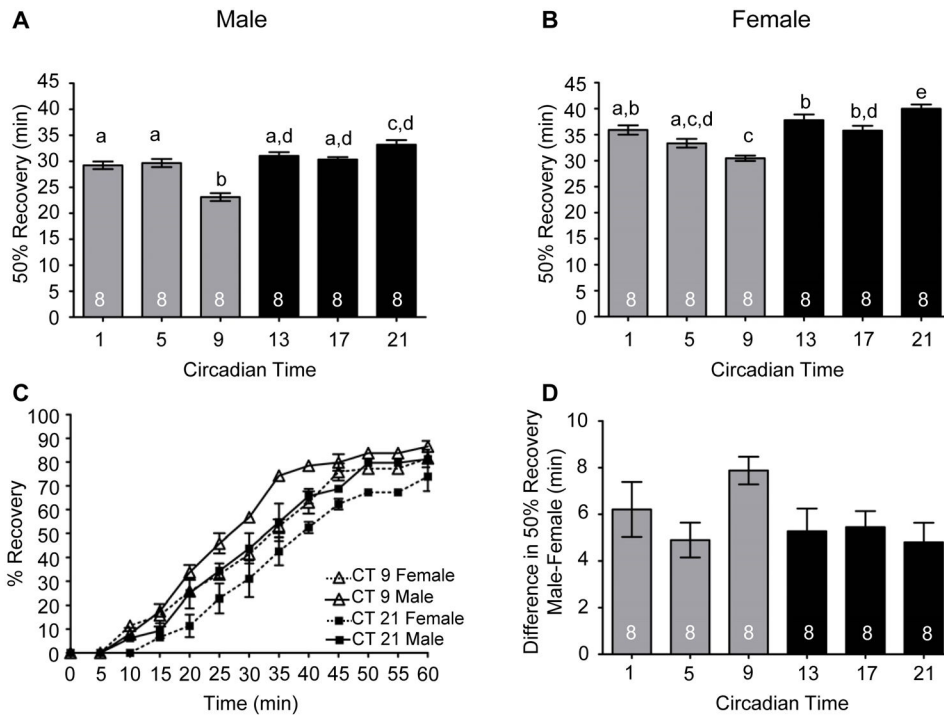 A Male
50% Recovery (min)
45
40
35
30
25
20
15
10
5
0
a a b a,d a,d c,d
8 8 8 8 8 8
1 5 9 13 17 21
Circadian Time
B Female
50% Recovery (min)
45
40
35
30
25
20
15
10
5
0
a,b a,c,d c b b,d e
8 8 8 8 8 8
1 5 9 13 17 21
Circadian Time
C
% Recovery
100
90
80
70
60
50
40
30
20
10
0
CT 9 Female
CT 9 Male
CT 21 Female
CT 21 Male
0 5 10 15 20 25 30 35 40 45 50 55 60
Time (min)
D
Difference in 50% Recovery
Male-Female (min)
10
8
6
4
2
0
8 8 8 8 8 8
1 5 9 13 17 21
Circadian Time